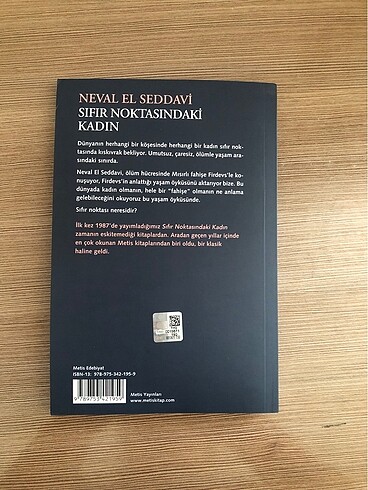 NEVAL EL SEDDAVİ
SIFIR NOKTASINDAKİ
KADIN
Dünyanın herhangi bir köşesinde herhangi bir kadın sıfır nok-
tasında kıskıvrak bekliyor. Umutsuz, çaresiz, ölümle yaşam ara-
sındaki sınırda.
Neval El Seddavi, ölüm hücresinde Mısırlı fahişe Firdevs'le ko-
nuşuyor, Firdevs'in anlattığı yaşam öyküsünü aktarıyor bize. Bu
dünyada kadın olmanın, hele bir "fahişe" olmanın ne anlama
gelebileceğini okuyoruz bu yaşam öyküsünde.
Sıfır noktası neresidir?
İlk kez 1987'de yayımladığımız Sıfır Noktasındaki Kadın
zamanın eskitemediği kitaplardan. Aradan geçen yıllar içinde
en çok okunan Metis kitaplarından biri oldu, bir klasik
haline geldi.
Metis Edebiyat
ISBN-13: 978-975-342-195-9
9 789753 421959
Metis Yayınları
www.metiskitap.com